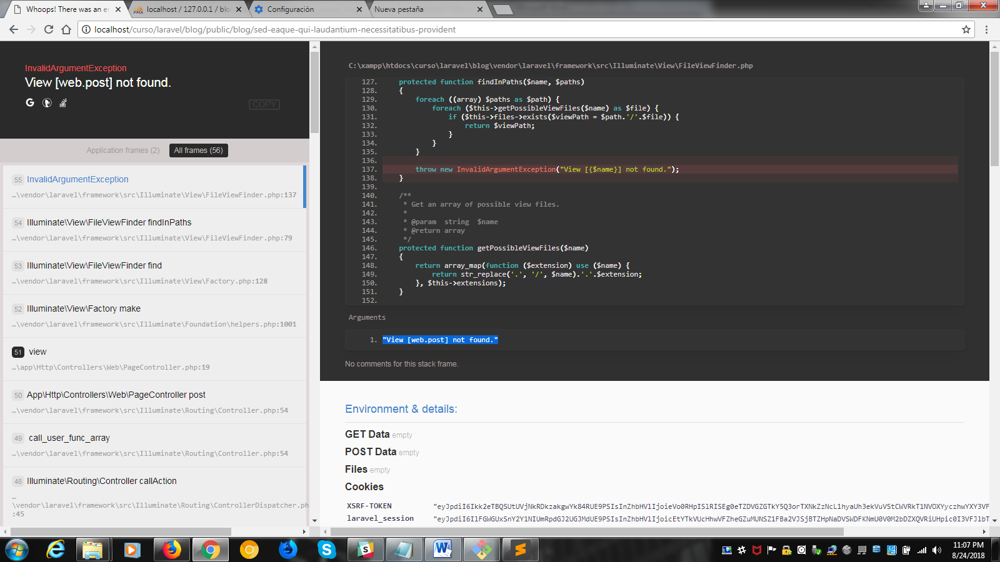 Whoops! There was an er
localhost / 127.0.0.1 / blo
Configuración
Nueva pestaña
localhost/curso/laravel/blog/public/blog/sed-eaque-qui-laudantium-necessitatibus-provident
InvalidArgumentException
View [web.post] not found.
COPY
Application frames (2)
All frames (56)
55 InvalidArgumentException
…\vendor\laravel\framework\src\Illuminate\View\FileViewFinder.php:137
54 Illuminate\View\FileViewFinder findInPaths
…\vendor\laravel\framework\src\Illuminate\View\FileViewFinder.php:79
53 Illuminate\View\FileViewFinder find
…\vendor\laravel\framework\src\Illuminate\View\Factory.php:128
52 Illuminate\View\Factory make
…\vendor\laravel\framework\src\Illuminate\Foundation\helpers.php:1001
51 view
…\app\Http\Controllers\Web\PageController.php:19
50 App\Http\Controllers\Web\PageController post
…\vendor\laravel\framework\src\Illuminate\Routing\Controller.php:54
49 call_user_func_array
…\vendor\laravel\framework\src\Illuminate\Routing\Controller.php:54
48 Illuminate\Routing\Controller callAction
…
\vendor\laravel\framework\src\Illuminate\Routing\ControllerDispatcher.php
:45
C:\xampp\htdocs\curso\laravel\blog\vendor\laravel\framework\src\Illuminate\View\FileViewFinder.php
127. protected function findInPaths($name, $paths)
128. {
129. foreach ((array) $paths as $path) {
130. foreach ($this->getPossibleViewFiles($name) as $file) {
131. if ($this->files->exists($viewPath = $path.'/'.$file)) {
132. return $viewPath;
133. }
134. }
135. }
136.
137. throw new InvalidArgumentException("View [{$name}] not found.");
138. }
139.
140. /**
141. * Get an array of possible view files.
142. *
143. * @param string $name
144. * @return array
145. */
146. protected function getPossibleViewFiles($name)
147. {
148. return array_map(function ($extension) use ($name) {
149. return str_replace('.', '/', $name).'.'.$extension;
150. }, $this->extensions);
151. }
152.
Arguments
1. "View [web.post] not found."
No comments for this stack frame.
Environment & details:
GET Data empty
POST Data empty
Files empty
Cookies
XSRF-TOKEN
laravel_session
11:07 PM
8/24/2018